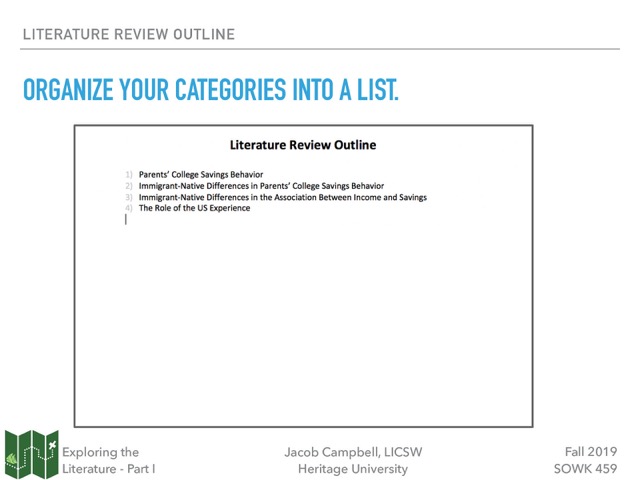 LITERATURE REVIEW OUTLINE
ORGANIZE YOUR CATEGORIES INTO A LIST.
Literature Review Outline
1) Parents’ College Savings Behavior
2) Immigrant-Native Differences in Parents’ College Savings Behavior
3) Immigrant-Native Differences in the Association Between Income and Savings
4) The Role of the US Experience
Exploring the
Literature - Part I
Jacob Campbell, LICSW
Heritage University
Fall 2019
SOWK 459